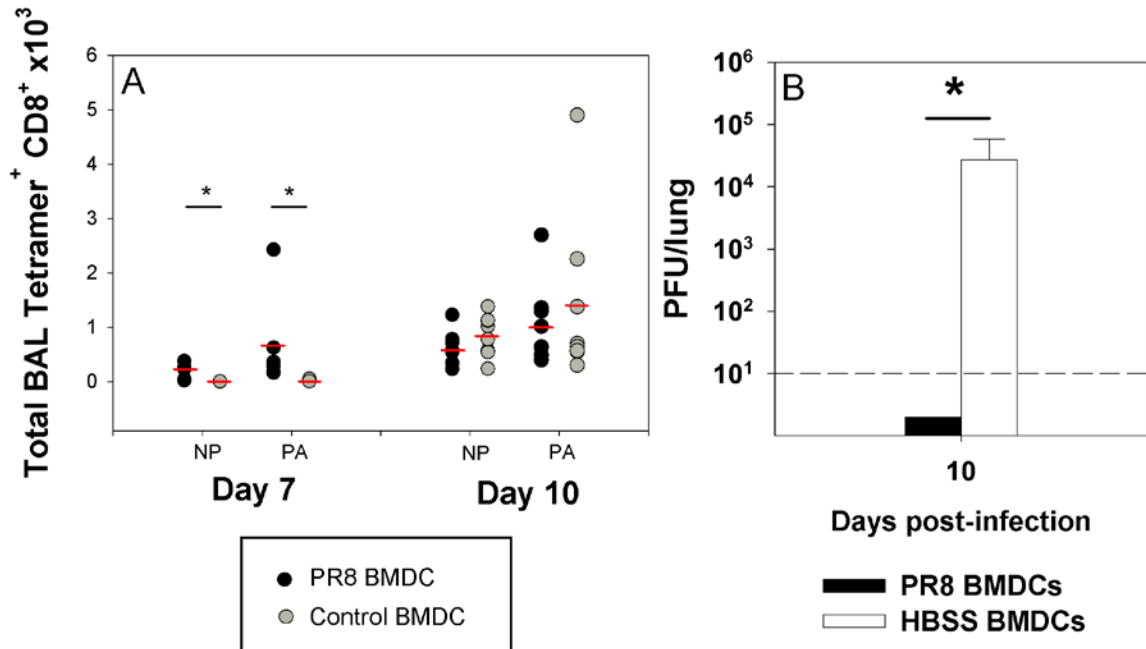 Total BAL Tetramer⁺ CD8⁺ x10³
A
6
5
4
3
2
1
0
* *
NP PA NP PA
Day 7 Day 10
PR8 BMDC
Control BMDC
B
PFU/lung
10⁶
10⁵
10⁴
10³
10²
10¹
*
10
Days post-infection
PR8 BMDCs
HBSS BMDCs